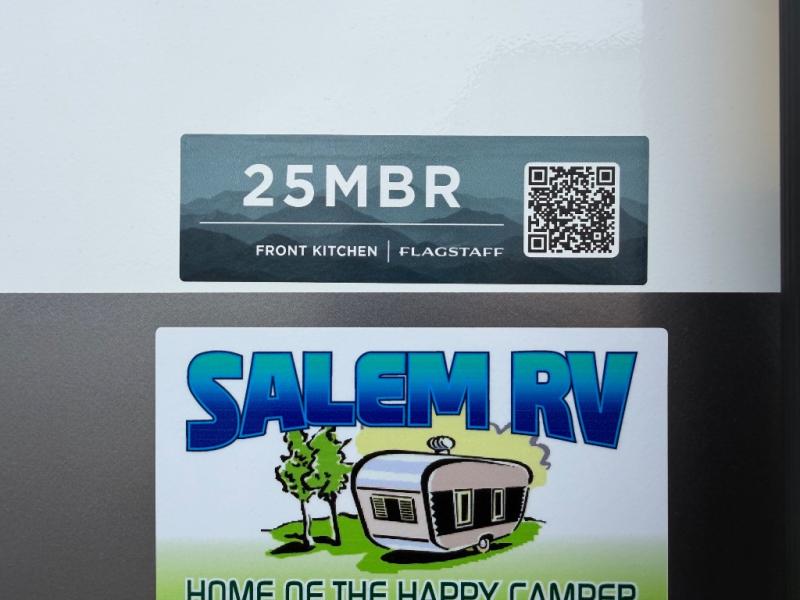 25MBR
FRONT KITCHEN | FLAGSTAFF
SALEM RV
HOME OF THE HAPPY CAMPER